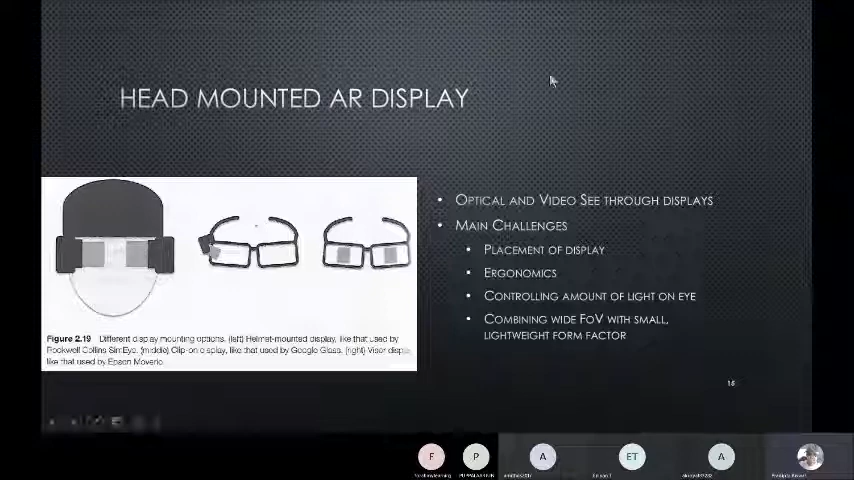 HEAD MOUNTED AR DISPLAY
• OPTICAL AND VIDEO SEE THROUGH DISPLAYS
• MAIN CHALLENGES
• PLACEMENT OF DISPLAY
• ERGONOMICS
• CONTROLLING AMOUNT OF LIGHT ON EYE
• COMBINING WIDE FOV WITH SMALL,
LIGHTWEIGHT FORM FACTOR
Figure 2.19 Different display mounting options. (left) Helmet-mounted display, like that used by
Rockwell Collins SimEye. (middle) Clip-on display, like that used by Google Glass. (right) Visor display,
like that used by Epson Moverio.
F
P
A
ET
A